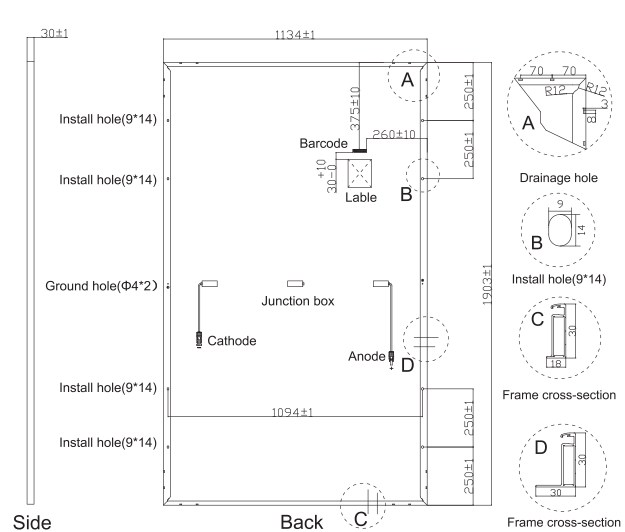 30±1
1134±1
A
Install hole(9*14)
375±10
250±1
Barcode
260±10
250±1
Install hole(9*14)
30-0
+10
Lable
B
Ground hole(Φ4*2)
Junction box
1903±1
Cathode
Anode
D
Install hole(9*14)
1094±1
250±1
Install hole(9*14)
250±1
Side
Back
C
70 70
R12 R12
3
8
A
Drainage hole
9
14
B
Install hole(9*14)
C
30
18
Frame cross-section
D
30
30
Frame cross-section